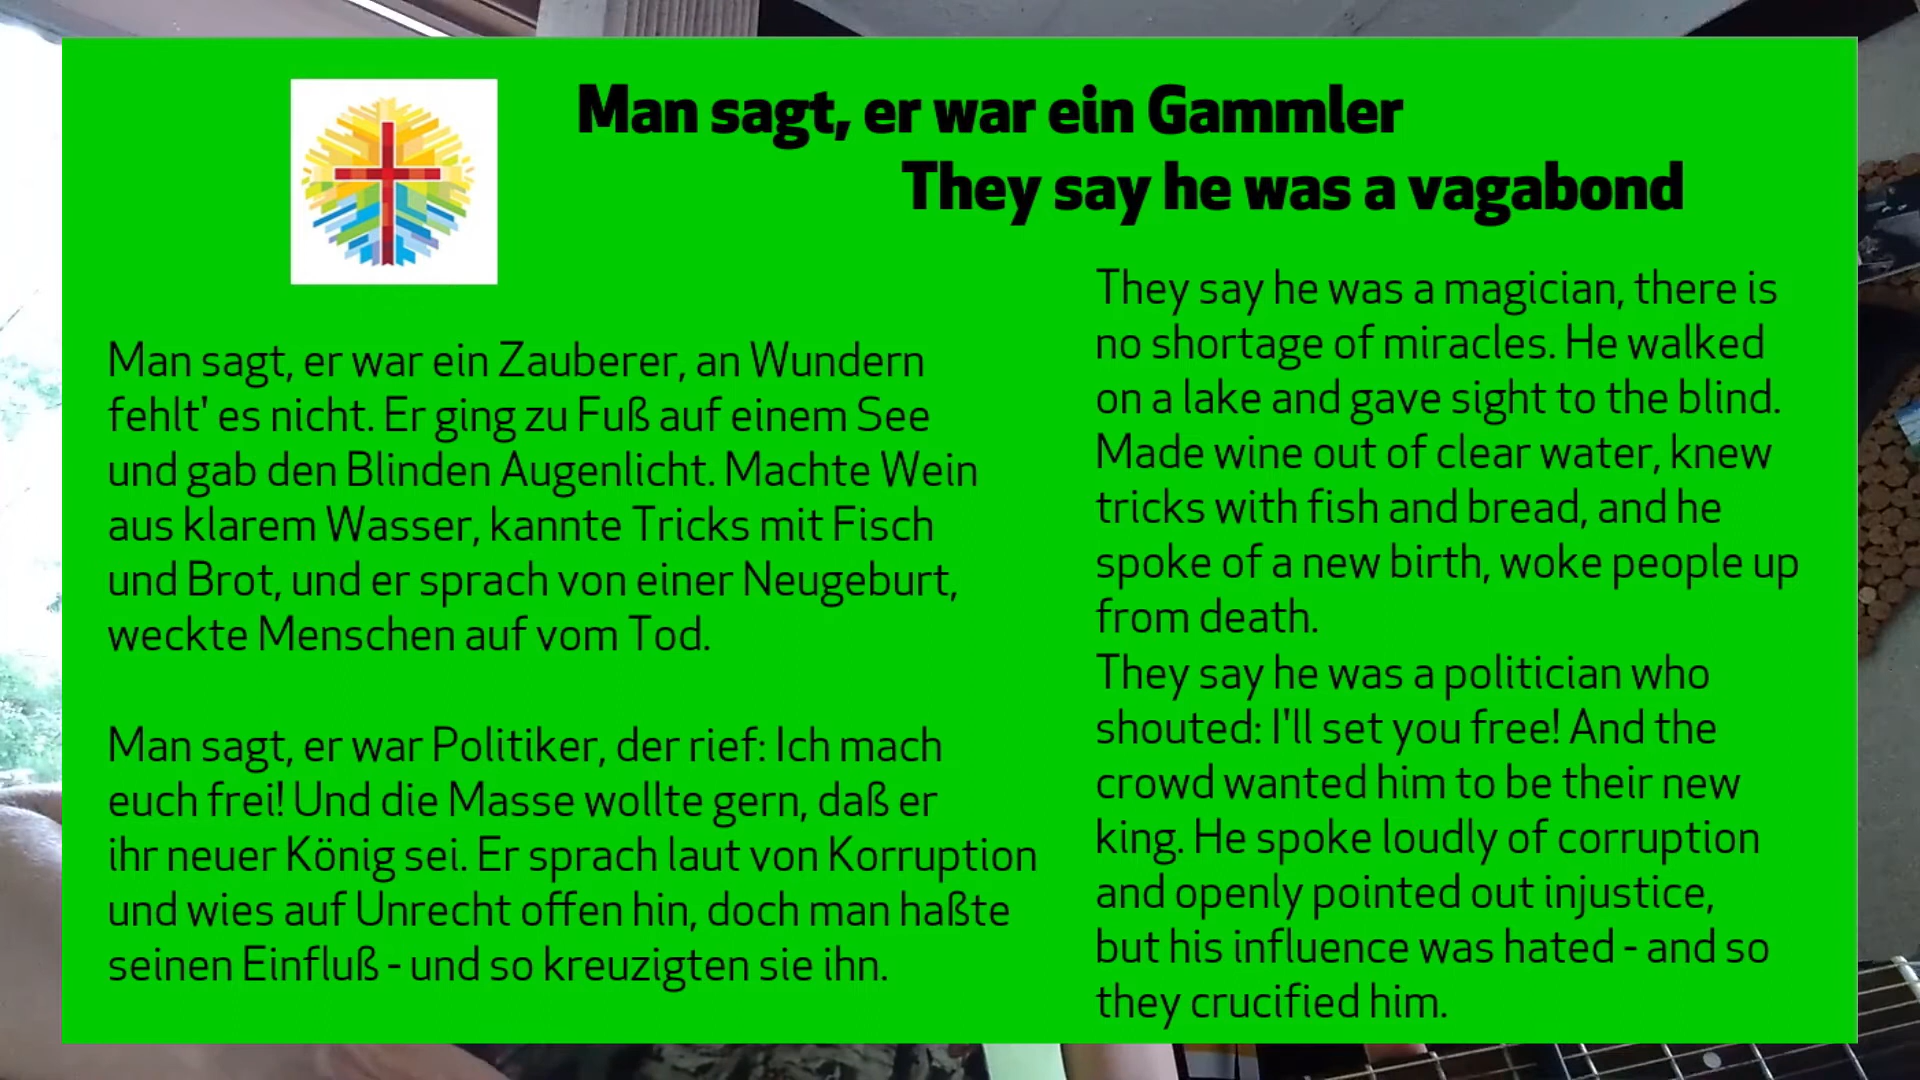 Man sagt, er war ein Gammler
They say he was a vagabond
Man sagt, er war ein Zauberer, an Wundern
fehlt' es nicht. Er ging zu Fuß auf einem See
und gab den Blinden Augenlicht. Machte Wein
aus klarem Wasser, kannte Tricks mit Fisch
und Brot, und er sprach von einer Neugeburt,
weckte Menschen auf vom Tod.
Man sagt, er war Politiker, der rief: Ich mach
euch frei! Und die Masse wollte gern, daß er
ihr neuer König sei. Er sprach laut von Korruption
und wies auf Unrecht offen hin, doch man haßte
seinen Einfluß - und so kreuzigten sie ihn.
They say he was a magician, there is
no shortage of miracles. He walked
on a lake and gave sight to the blind.
Made wine out of clear water, knew
tricks with fish and bread, and he
spoke of a new birth, woke people up
from death.
They say he was a politician who
shouted: I'll set you free! And the
crowd wanted him to be their new
king. He spoke loudly of corruption
and openly pointed out injustice,
but his influence was hated - and so
they crucified him.